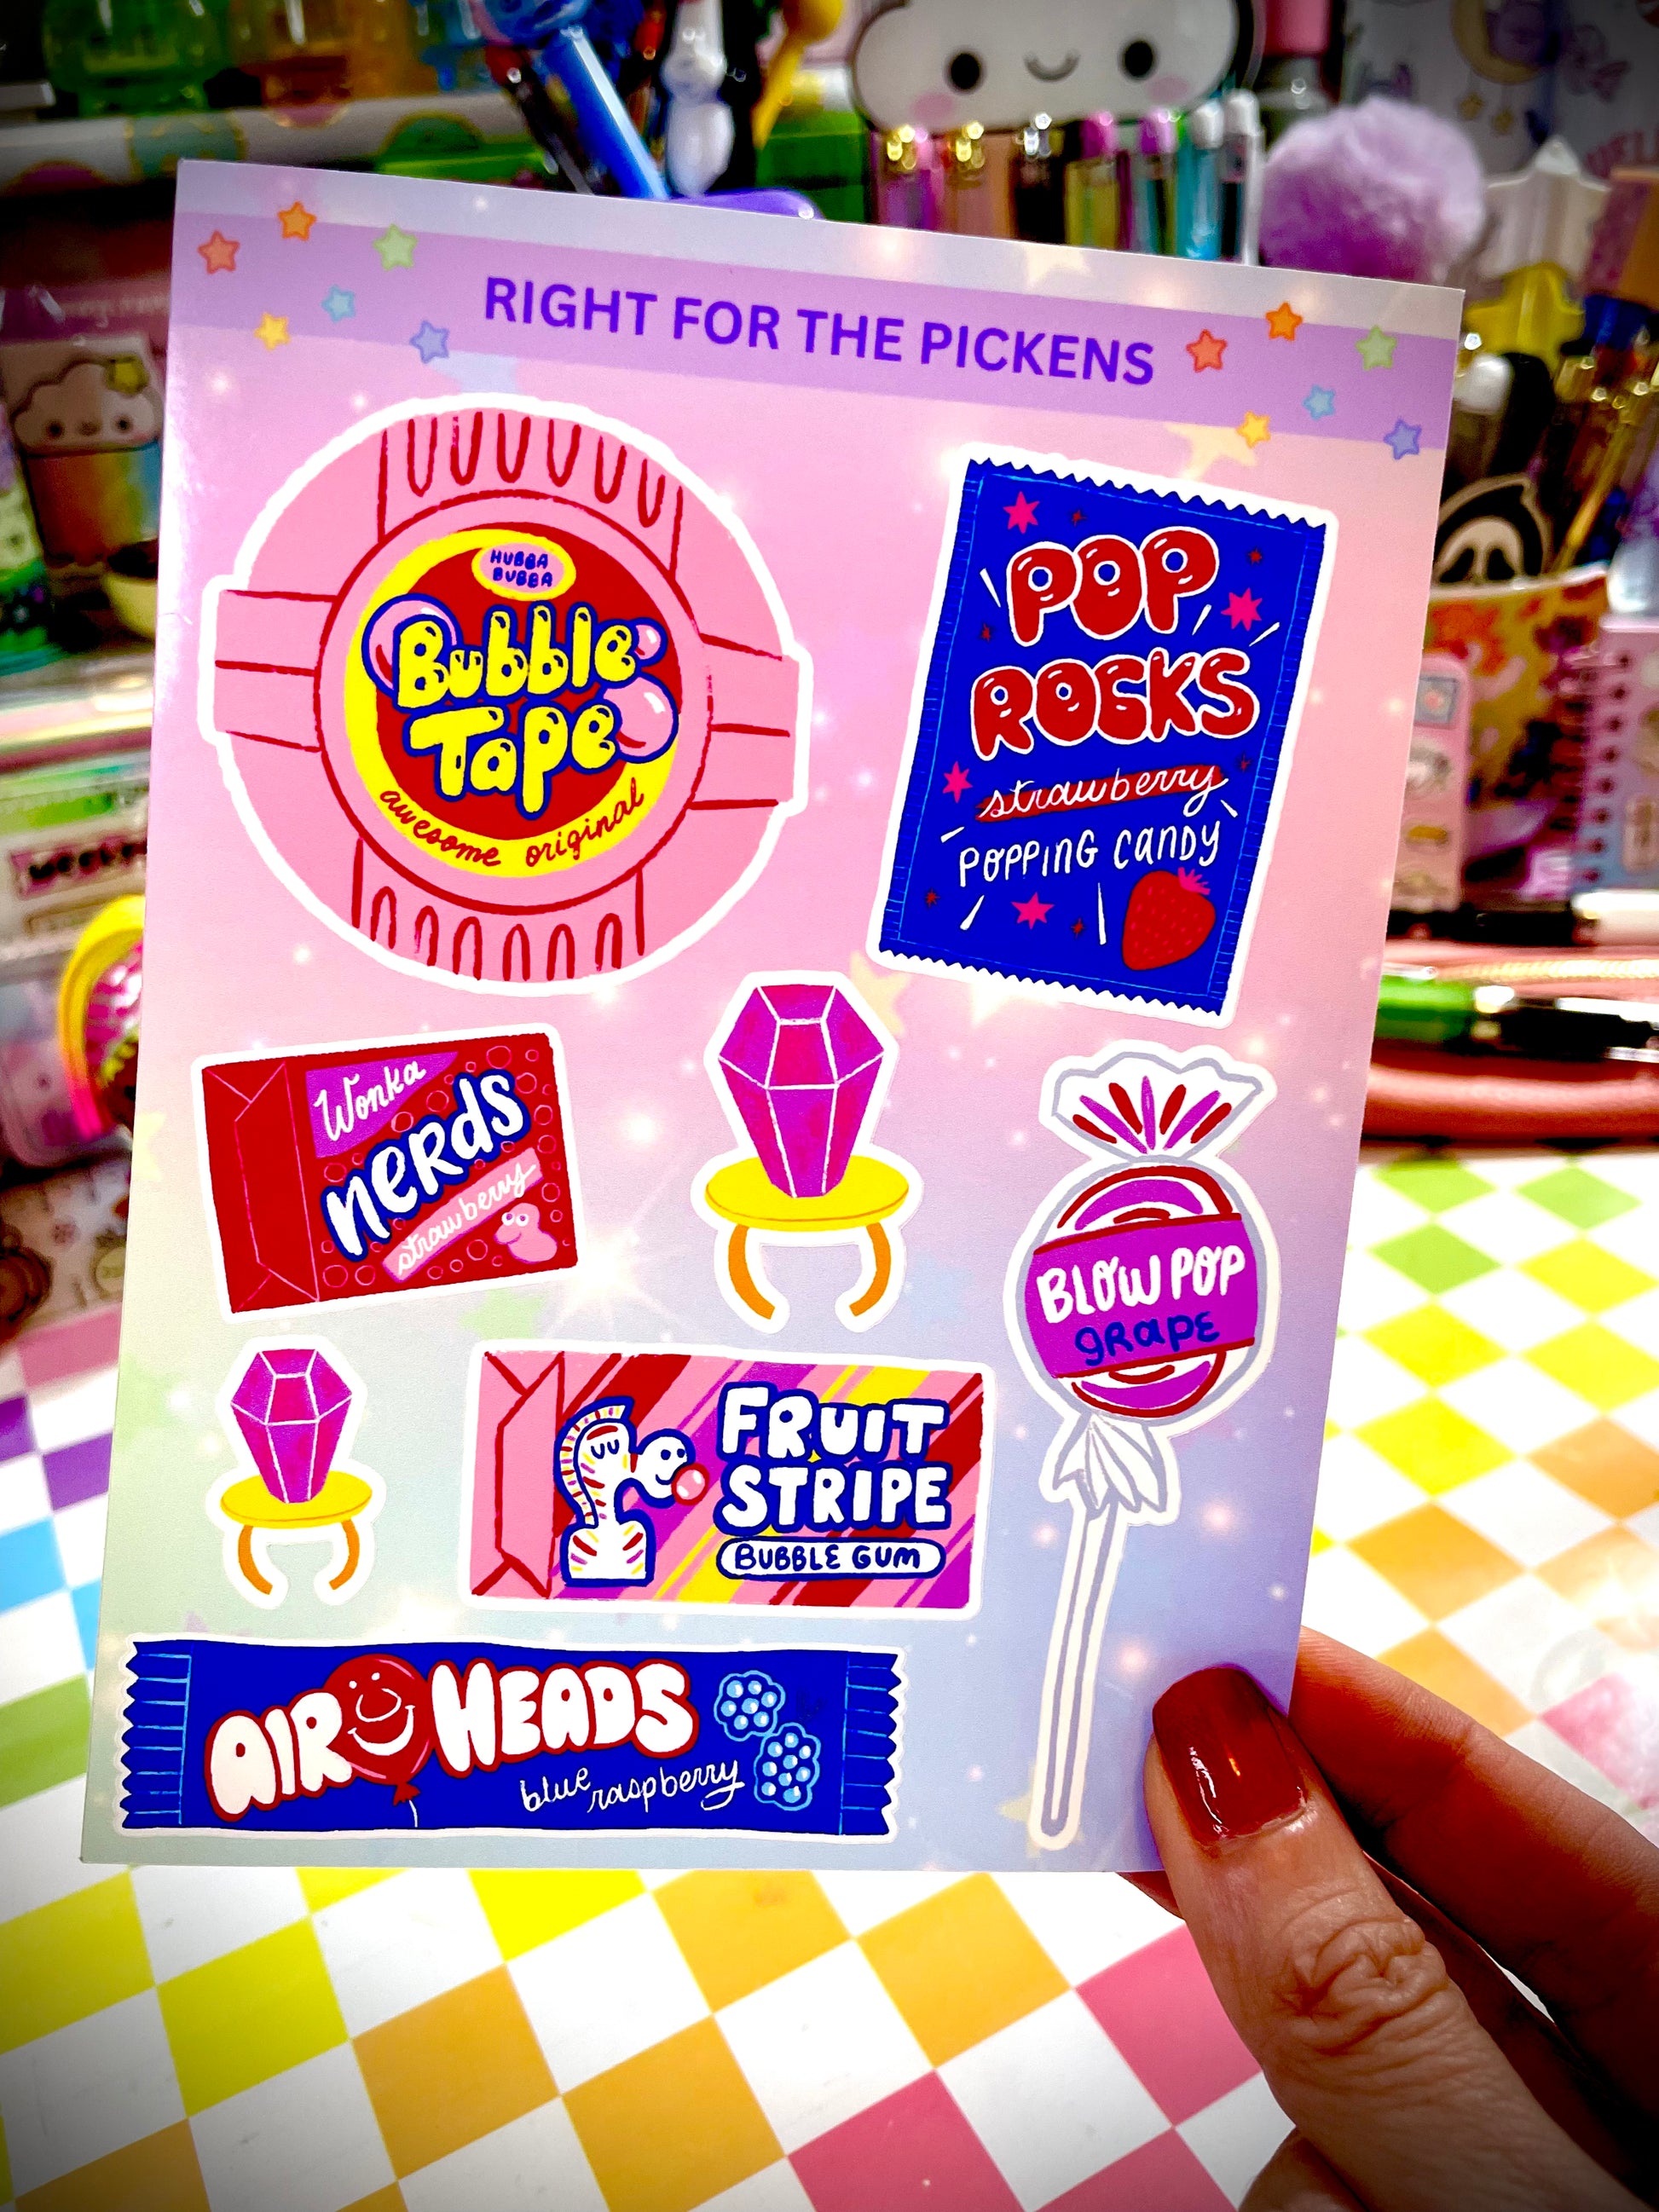 RIGHT FOR THE PICKENS
HUBBA
BUBBA
Bubble
Tape
awesome original
POP
ROCKS
strawberry
POPPING CANDY
Wonka
nerds
strawberry
BLOW POP
grape
FRUIT
STRIPE
BUBBLE GUM
AIR HEADS
blue raspberry